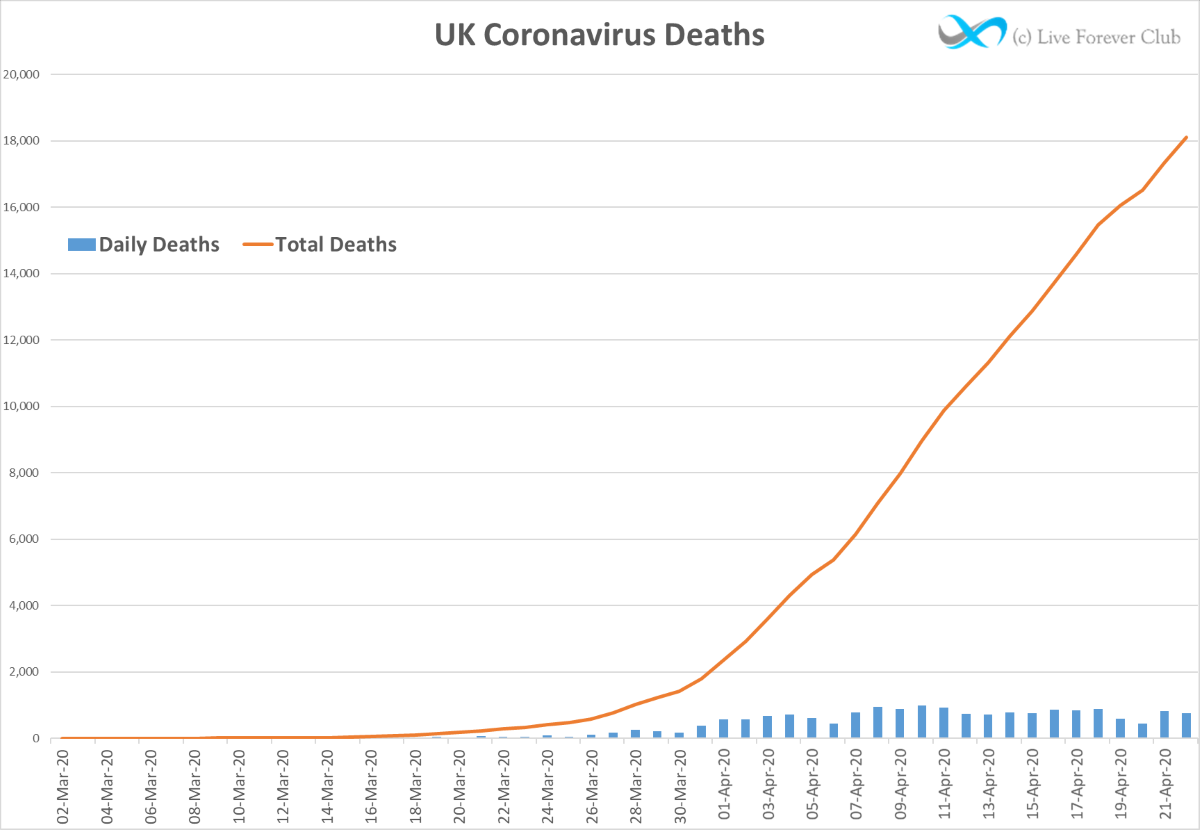 UK Coronavirus Deaths
(c) Live Forever Club
20,000
18,000
16,000
Daily Deaths
Total Deaths
14,000
12,000
10,000
8,000
6,000
4,000
2,000
0
02-Mar-20
04-Mar-20
06-Mar-20
08-Mar-20
10-Mar-20
12-Mar-20
14-Mar-20
16-Mar-20
18-Mar-20
20-Mar-20
22-Mar-20
24-Mar-20
26-Mar-20
28-Mar-20
30-Mar-20
01-Apr-20
03-Apr-20
05-Apr-20
07-Apr-20
09-Apr-20
11-Apr-20
13-Apr-20
15-Apr-20
17-Apr-20
19-Apr-20
21-Apr-20